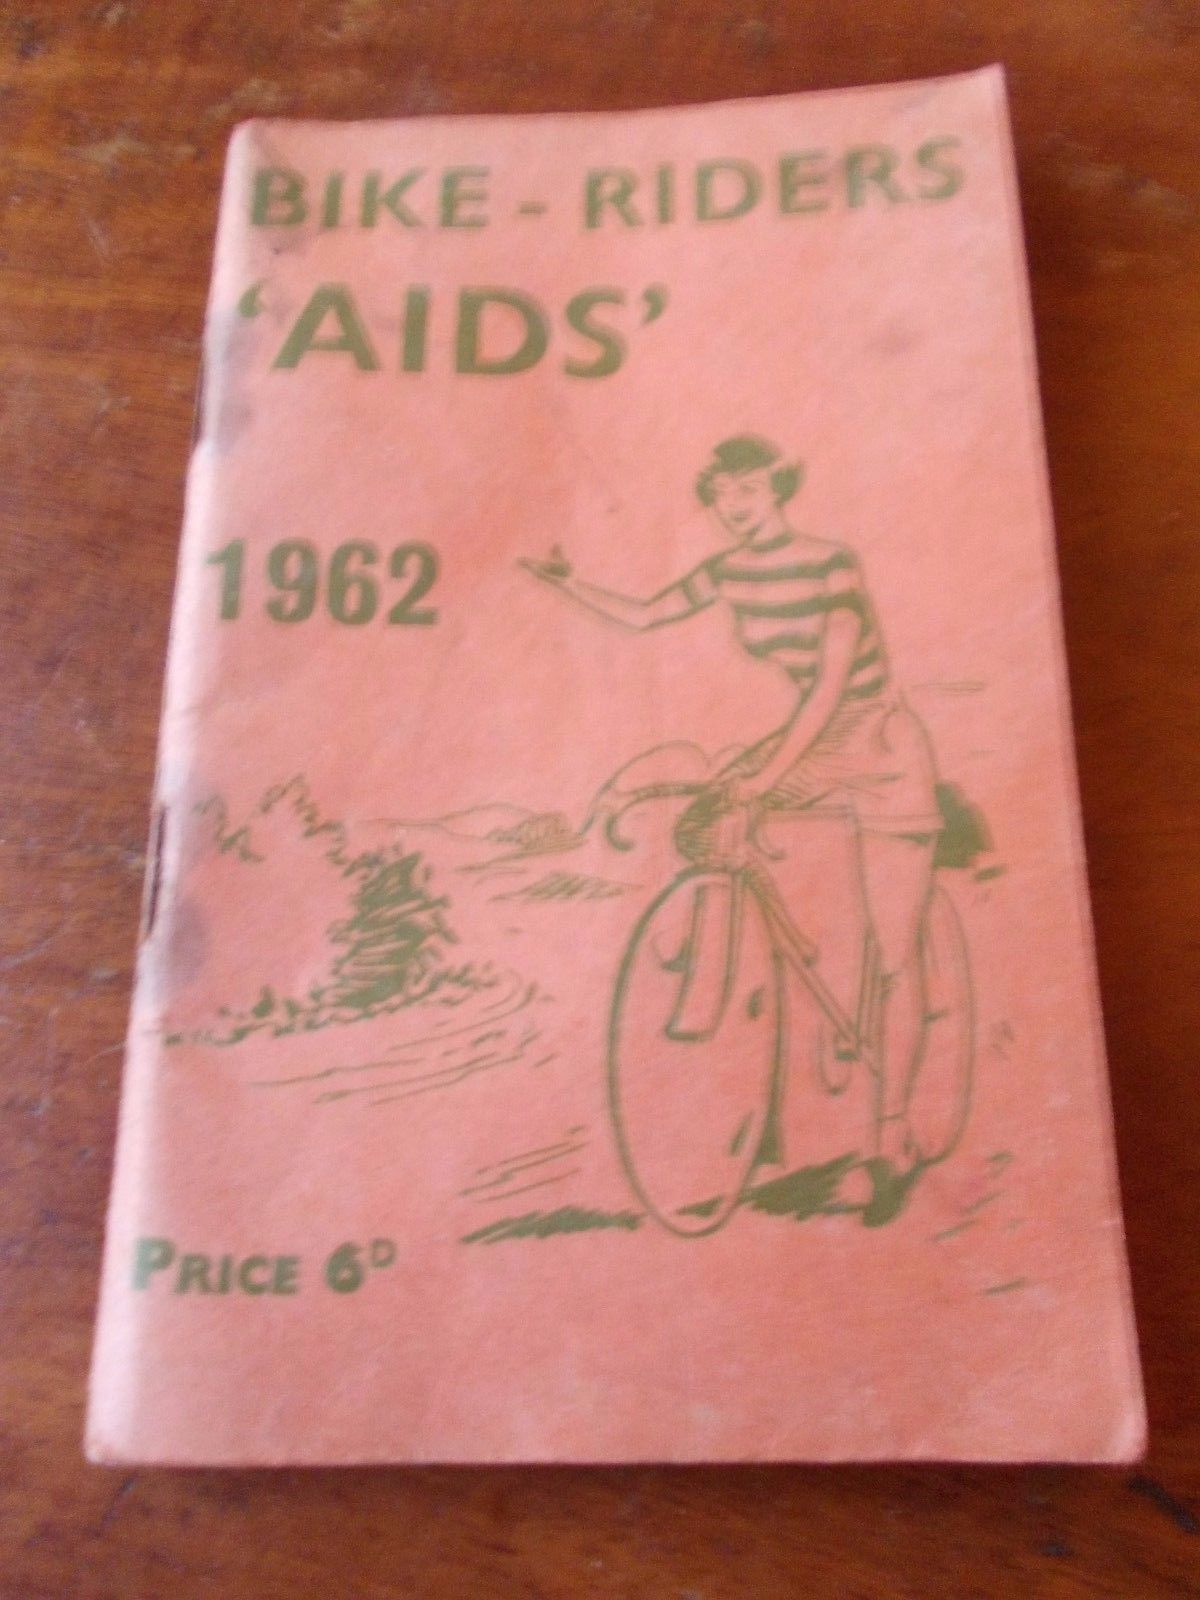 BIKE - RIDERS
'AIDS'
1962
PRICE 6D